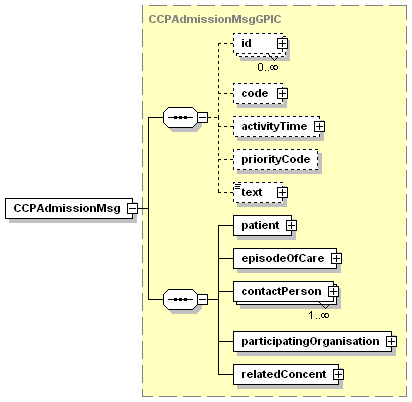 CCPAdmissionMsgGPIC
id
0..∞
code
activityTime
priorityCode
text
CCPAdmissionMsg
patient
episodeOfCare
contactPerson
1..∞
participatingOrganisation
relatedConcent